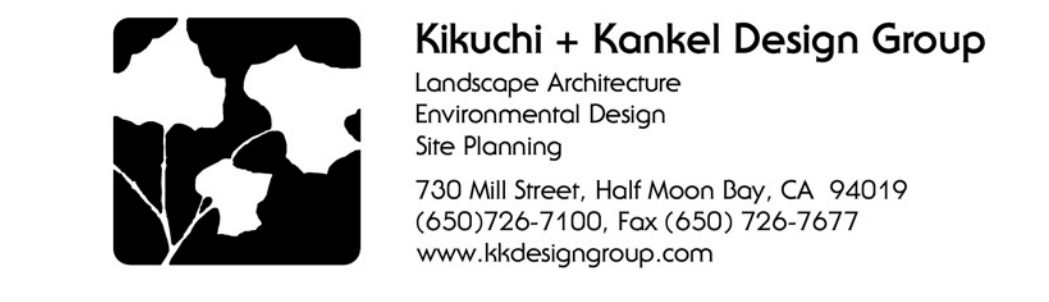 Kikuchi + Kankel Design Group
Landscape Architecture
Environmental Design
Site Planning
730 Mill Street, Half Moon Bay, CA  94019
(650)726-7100, Fax (650) 726-7677
www.kkdesigngroup.com